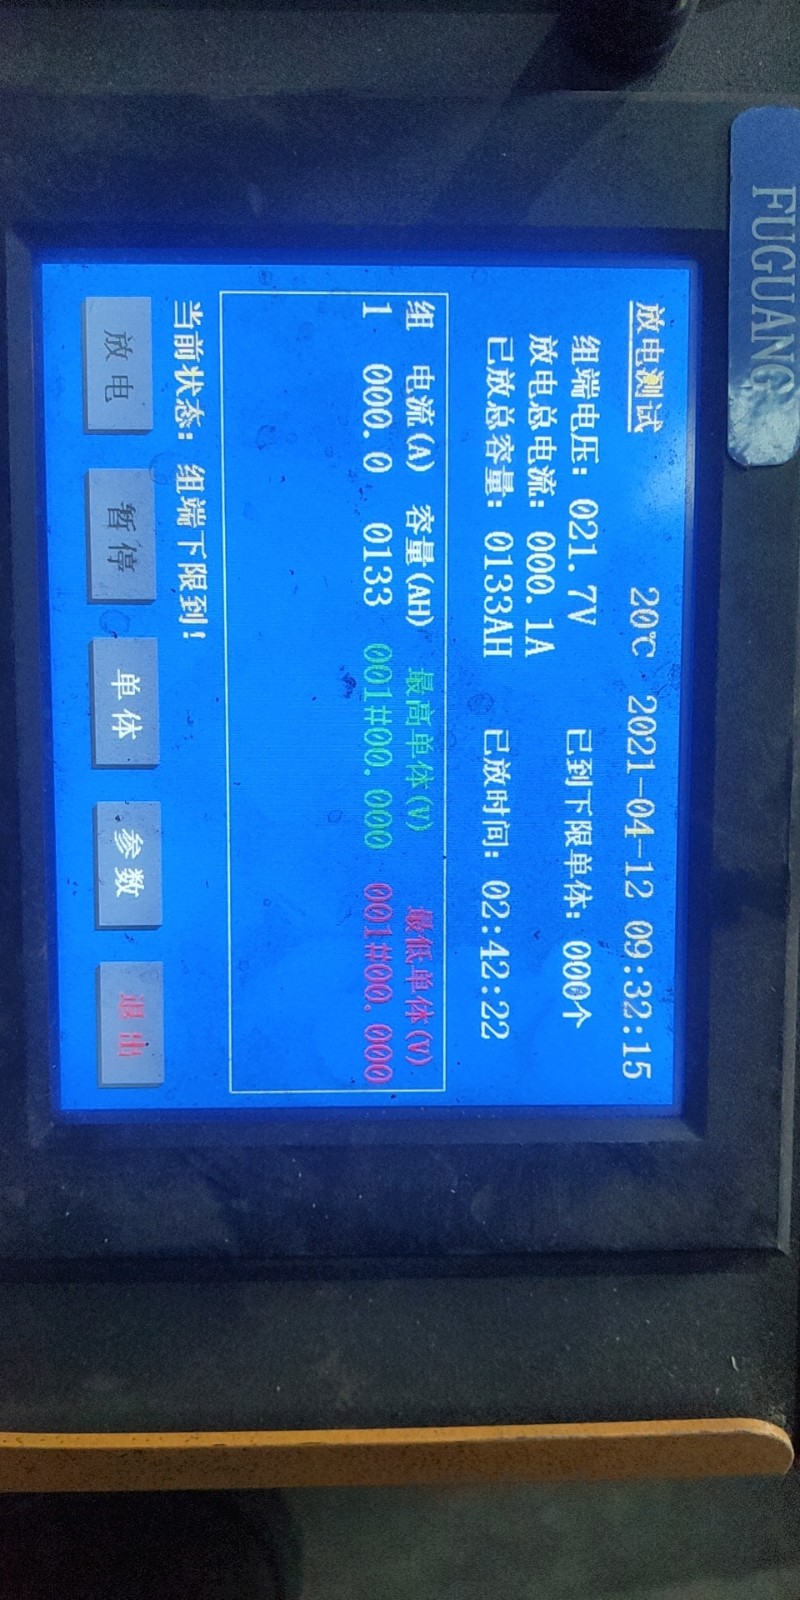 FUGUANG
放电测试 20℃ 2021-04-12 09:32:15
组端电压: 021.7V 已到下限单体: 000个
放电总电流: 000.1A
已放总容量: 0133AH 已放时间: 02:42:22
组 电流(A) 容量(AH) 最高单体(V) 最低单体(V)
1 000.0 0133 001#00.000 001#00.000
当前状态: 组端下限到!
放电 暂停 单体 参数 退出